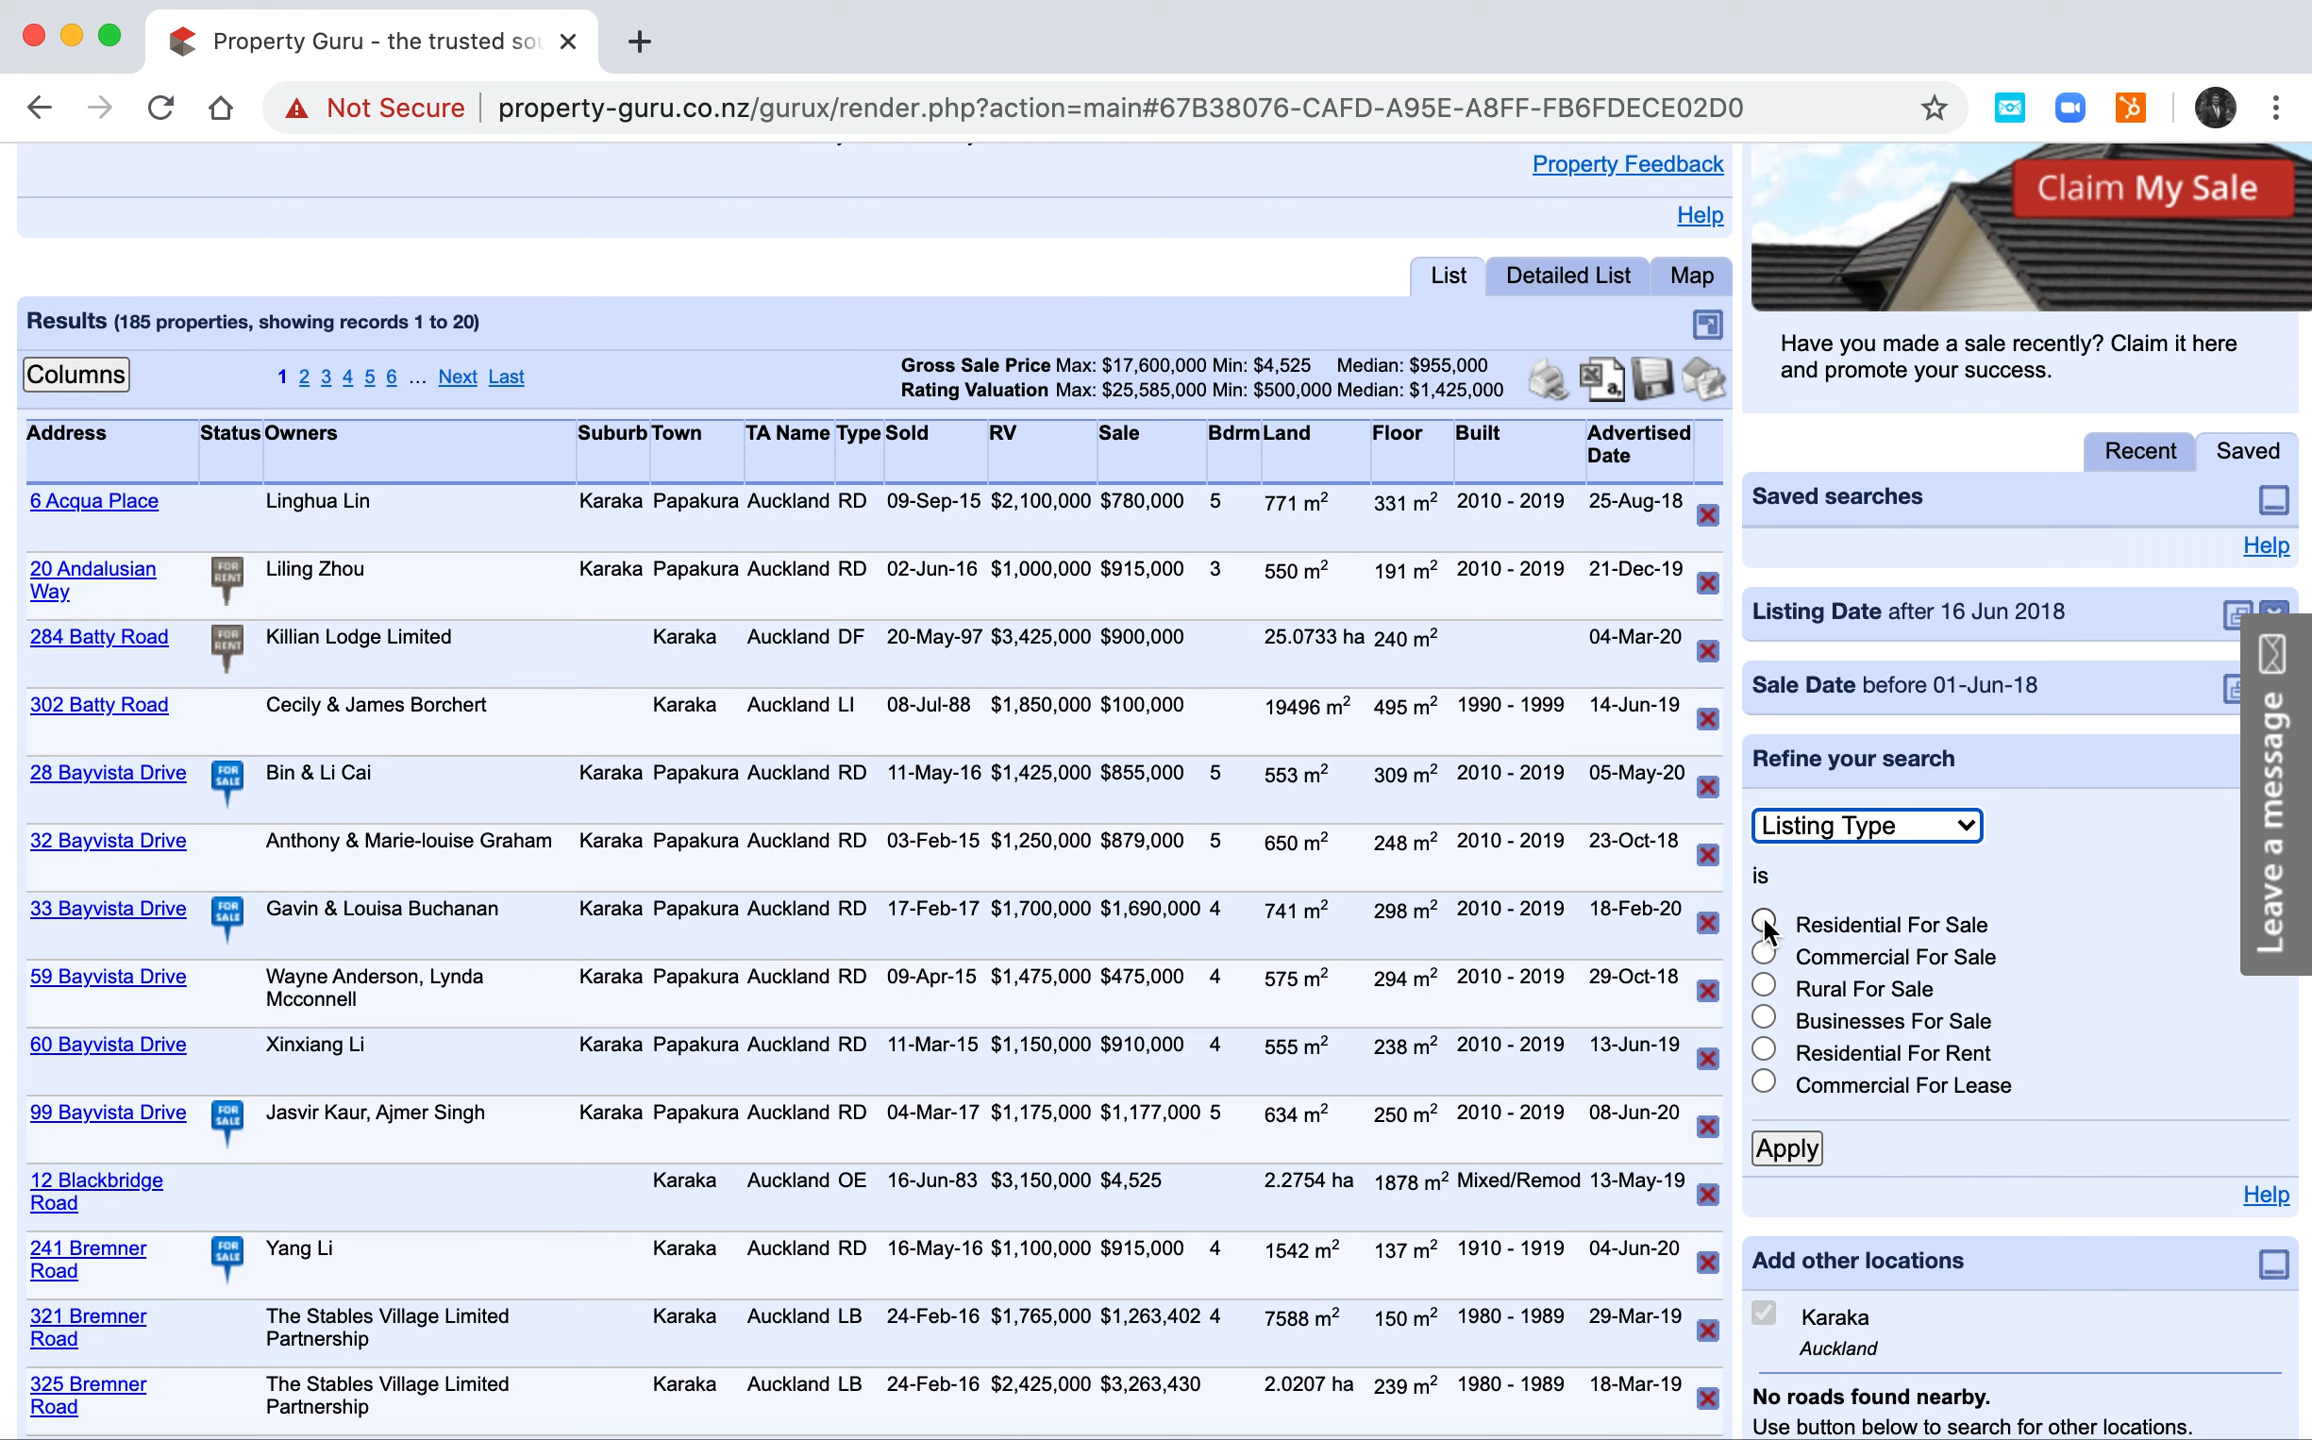 Property Guru - the trusted sou
Not Secure
property-guru.co.nz/gurux/render.php?action=main#67B38076-CAFD-A95E-A8FF-FB6FDECE02D0
Property Feedback
Help
List Detailed List Map
Results (185 properties, showing records 1 to 20)
Columns
1 2 3 4 5 6 ... Next Last
Gross Sale Price Max: $17,600,000 Min: $4,525 Median: $955,000
Rating Valuation Max: $25,585,000 Min: $500,000 Median: $1,425,000
Address Status Owners Suburb Town TA Name Type Sold RV Sale Bdrm Land Floor Built Advertised
Date
6 Acqua Place Linghua Lin Karaka Papakura Auckland RD 09-Sep-15 $2,100,000 $780,000 5 771 m² 331 m² 2010 - 2019 25-Aug-18
20 Andalusian FOR Liling Zhou Karaka Papakura Auckland RD 02-Jun-16 $1,000,000 $915,000 3 550 m² 191 m² 2010 - 2019 21-Dec-19
Way RENT
284 Batty Road FOR Killian Lodge Limited Karaka Auckland DF 20-May-97 $3,425,000 $900,000 25.0733 ha 240 m² 04-Mar-20
RENT
302 Batty Road Cecily & James Borchert Karaka Auckland LI 08-Jul-88 $1,850,000 $100,000 19496 m² 495 m² 1990 - 1999 14-Jun-19
28 Bayvista Drive FOR Bin & Li Cai Karaka Papakura Auckland RD 11-May-16 $1,425,000 $855,000 5 553 m² 309 m² 2010 - 2019 05-May-20
SALE
32 Bayvista Drive Anthony & Marie-louise Graham Karaka Papakura Auckland RD 03-Feb-15 $1,250,000 $879,000 5 650 m² 248 m² 2010 - 2019 23-Oct-18
33 Bayvista Drive FOR Gavin & Louisa Buchanan Karaka Papakura Auckland RD 17-Feb-17 $1,700,000 $1,690,000 4 741 m² 298 m² 2010 - 2019 18-Feb-20
SALE
59 Bayvista Drive Wayne Anderson, Lynda Karaka Papakura Auckland RD 09-Apr-15 $1,475,000 $475,000 4 575 m² 294 m² 2010 - 2019 29-Oct-18
Mcconnell
60 Bayvista Drive Xinxiang Li Karaka Papakura Auckland RD 11-Mar-15 $1,150,000 $910,000 4 555 m² 238 m² 2010 - 2019 13-Jun-19
99 Bayvista Drive FOR Jasvir Kaur, Ajmer Singh Karaka Papakura Auckland RD 04-Mar-17 $1,175,000 $1,177,000 5 634 m² 250 m² 2010 - 2019 08-Jun-20
SALE
12 Blackbridge Karaka Auckland OE 16-Jun-83 $3,150,000 $4,525 2.2754 ha 1878 m² Mixed/Remod 13-May-19
Road
241 Bremner FOR Yang Li Karaka Auckland RD 16-May-16 $1,100,000 $915,000 4 1542 m² 137 m² 1910 - 1919 04-Jun-20
Road SALE
321 Bremner The Stables Village Limited Karaka Auckland LB 24-Feb-16 $1,765,000 $1,263,402 4 7588 m² 150 m² 1980 - 1989 29-Mar-19
Road Partnership
325 Bremner The Stables Village Limited Karaka Auckland LB 24-Feb-16 $2,425,000 $3,263,430 2.0207 ha 239 m² 1980 - 1989 18-Mar-19
Road Partnership
Claim My Sale
Have you made a sale recently? Claim it here
and promote your success.
Recent Saved
Saved searches
Help
Listing Date after 16 Jun 2018
Sale Date before 01-Jun-18
Refine your search
Listing Type
is
Residential For Sale
Commercial For Sale
Rural For Sale
Businesses For Sale
Residential For Rent
Commercial For Lease
Apply
Help
Add other locations
Karaka
Auckland
No roads found nearby.
Use button below to search for other locations.
Leave a message